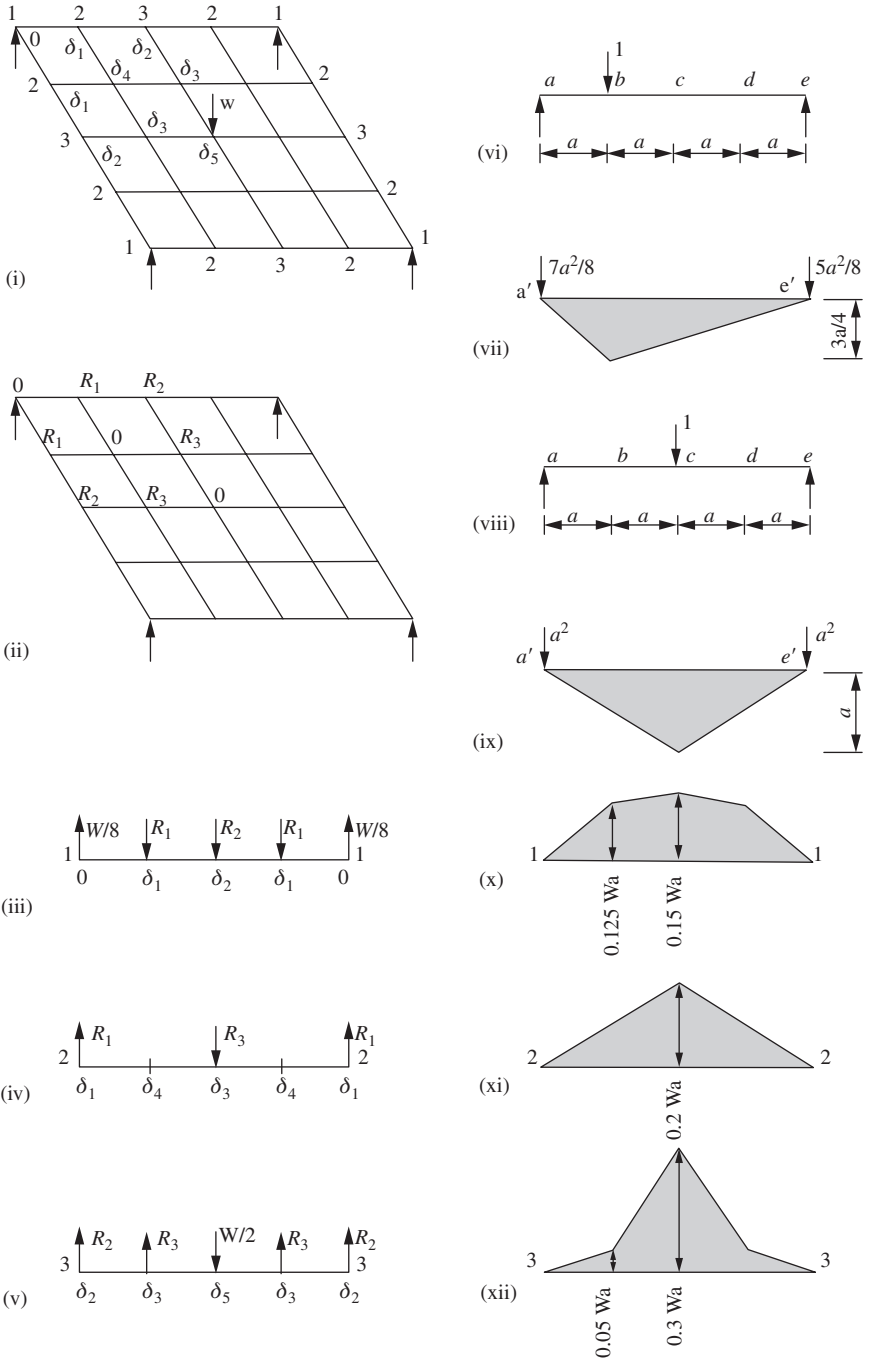 1 2 3 2 1
0 δ1 δ2
δ4 δ3
2 2
δ1 w
δ3
3 3
δ2 δ5
2 2
1 1
2 3 2
(i)
0 R1 R2
R1 0 R3
R2 R3 0
(ii)
W/8 R1 R2 R1 W/8
1 1
0 δ1 δ2 δ1 0
(iii)
R1 R3 R1
2 2
δ1 δ4 δ3 δ4 δ1
(iv)
R2 R3 W/2 R3 R2
3 3
δ2 δ3 δ5 δ3 δ2
(v)
1
a b c d e
a a a a
(vi)
7a²/8 5a²/8
a′ e′
3a/4
(vii)
1
a b c d e
a a a a
(viii)
a² a²
a′ e′
a
(ix)
1 1
0.125 Wa 0.15 Wa
(x)
2 2
0.2 Wa
(xi)
3 3
0.05 Wa 0.3 Wa
(xii)